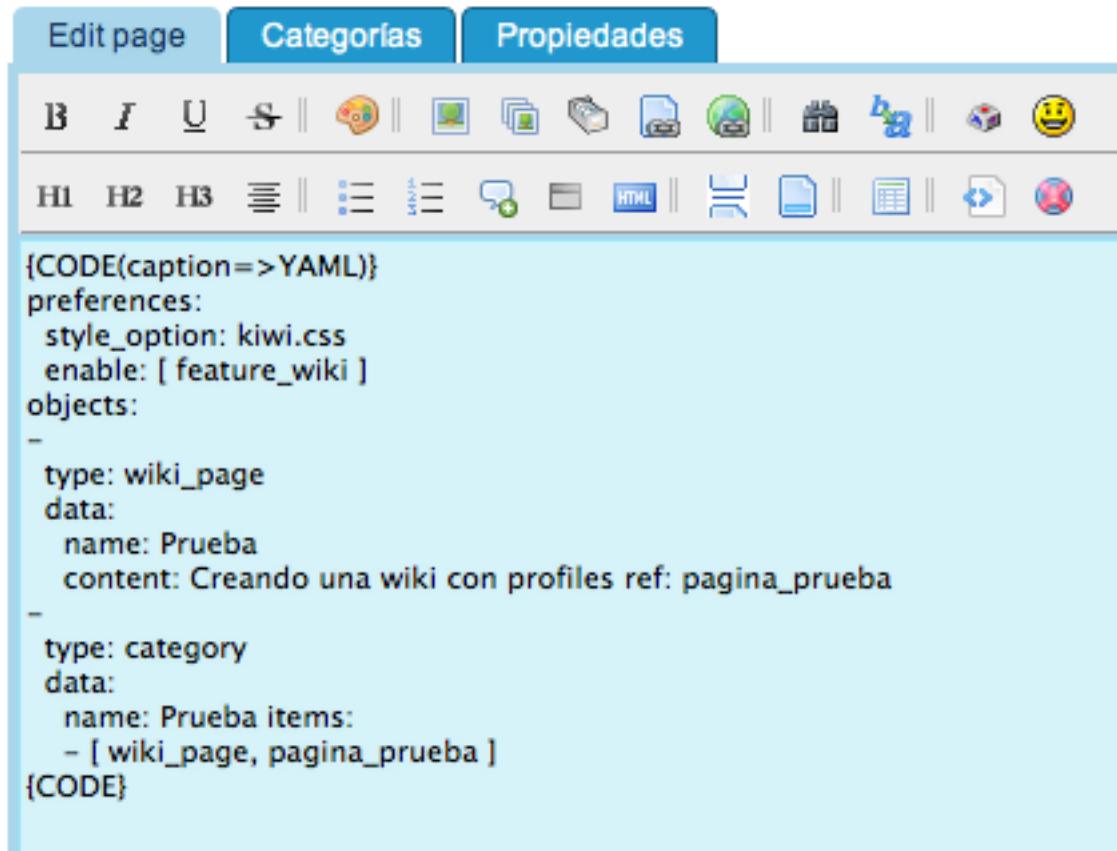 Edit page Categorías Propiedades
B I U S
H1 H2 H3 HTML
{CODE(caption=>YAML)}
preferences:
  style_option: kiwi.css
  enable: [ feature_wiki ]
objects:
-
  type: wiki_page
  data:
    name: Prueba
    content: Creando una wiki con profiles ref: pagina_prueba
-
  type: category
  data:
    name: Prueba items:
    - [ wiki_page, pagina_prueba ]
{CODE}